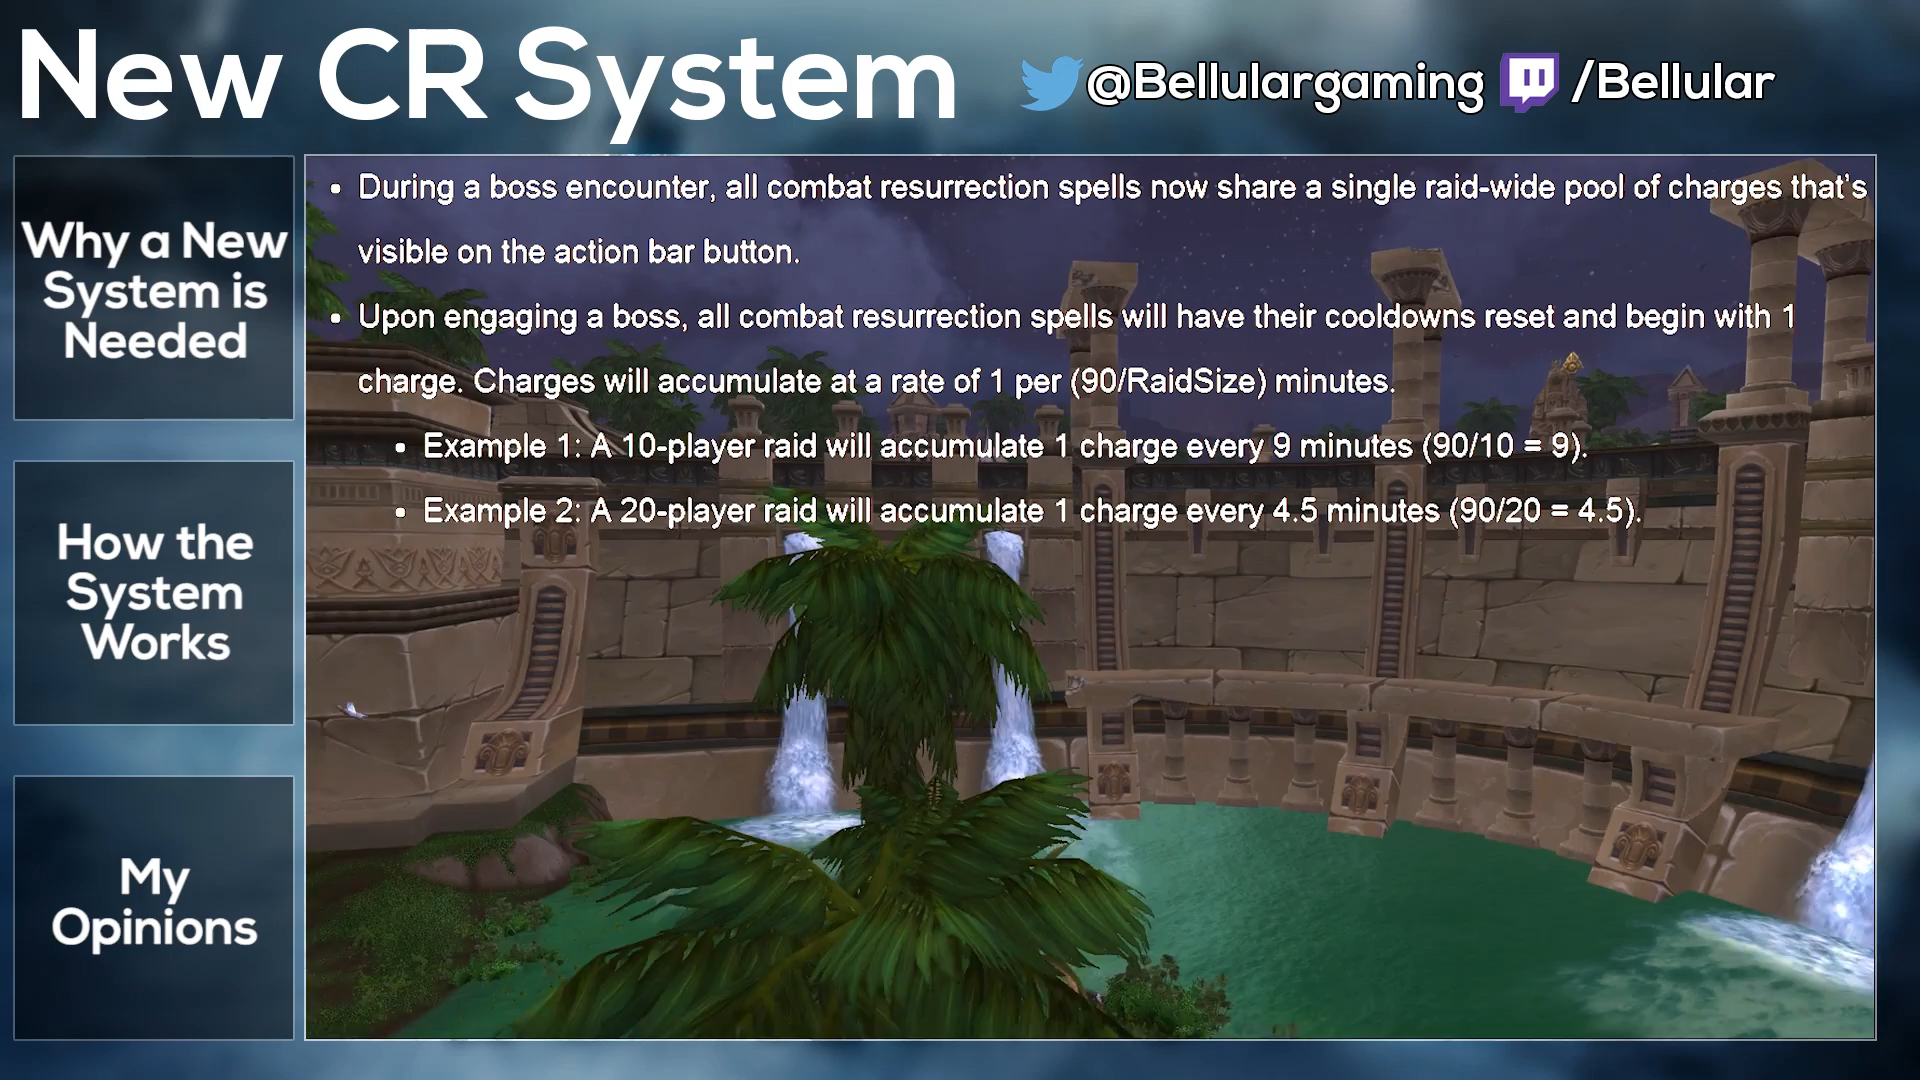 New CR System
@Bellulargaming /Bellular
Why a New
System is
Needed
How the
System
Works
My
Opinions
• During a boss encounter, all combat resurrection spells now share a single raid-wide pool of charges that's
visible on the action bar button.
• Upon engaging a boss, all combat resurrection spells will have their cooldowns reset and begin with 1
charge. Charges will accumulate at a rate of 1 per (90/RaidSize) minutes.
• Example 1: A 10-player raid will accumulate 1 charge every 9 minutes (90/10 = 9).
• Example 2: A 20-player raid will accumulate 1 charge every 4.5 minutes (90/20 = 4.5).